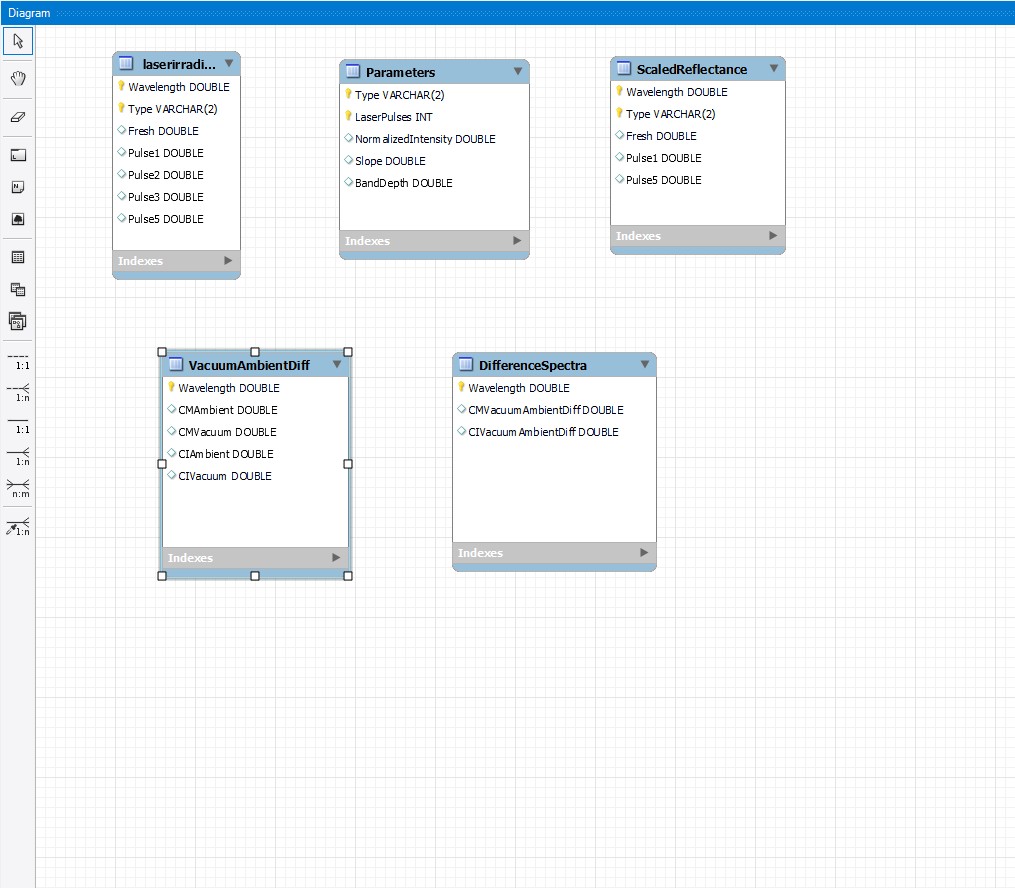 Diagram
laserirradi...
Wavelength DOUBLE
Type VARCHAR(2)
Fresh DOUBLE
Pulse1 DOUBLE
Pulse2 DOUBLE
Pulse3 DOUBLE
Pulse5 DOUBLE
Indexes
Parameters
Type VARCHAR(2)
LaserPulses INT
NormalizedIntensity DOUBLE
Slope DOUBLE
BandDepth DOUBLE
Indexes
ScaledReflectance
Wavelength DOUBLE
Type VARCHAR(2)
Fresh DOUBLE
Pulse1 DOUBLE
Pulse5 DOUBLE
Indexes
VacuumAmbientDiff
Wavelength DOUBLE
CMAmbient DOUBLE
CMVacuum DOUBLE
CIAmbient DOUBLE
CIVacuum DOUBLE
Indexes
DifferenceSpectra
Wavelength DOUBLE
CMVacuumAmbientDiff DOUBLE
CIVacuumAmbientDiff DOUBLE
Indexes
1:1
1:n
1:1
1:n
n:m
1:n